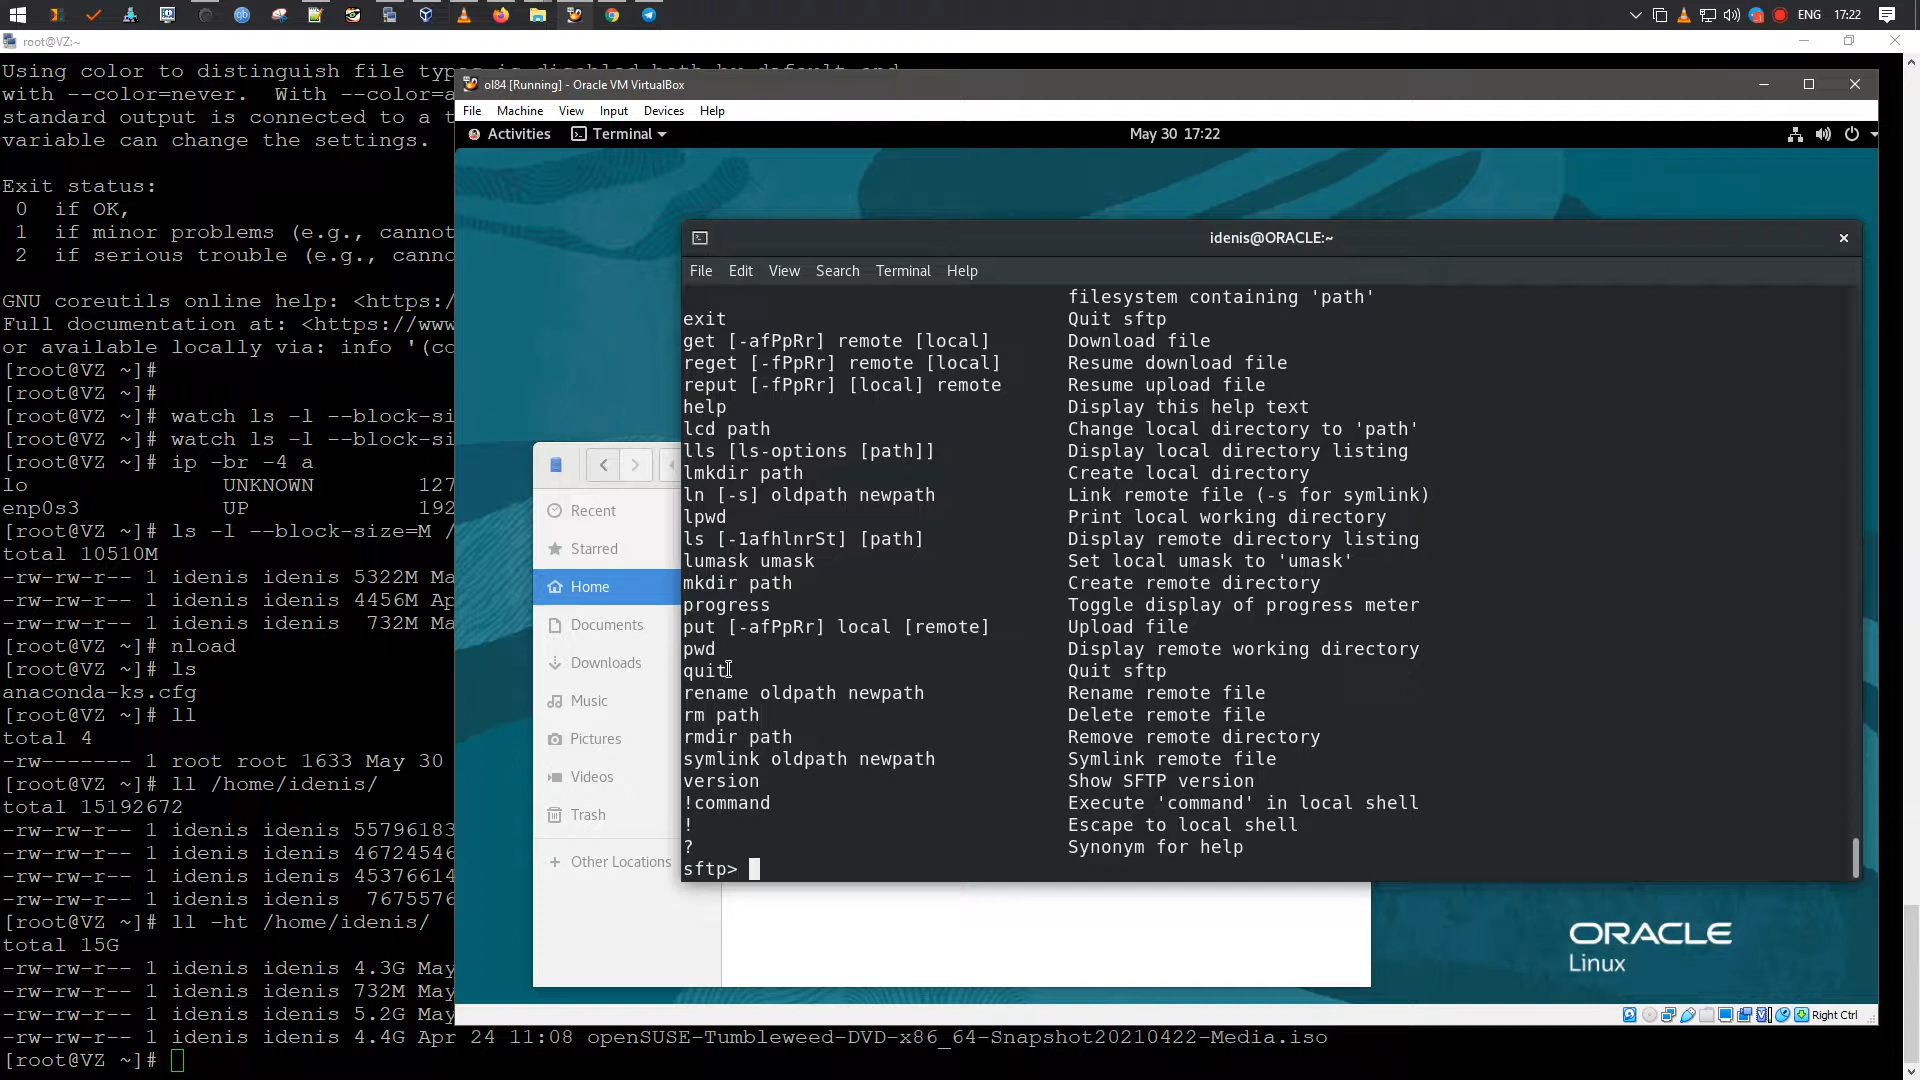 ENG 17:22
root@VZ:~
Using color to distinguish file types is disabled both by default and
with --color=never.  With --color=a
standard output is connected to a t
variable can change the settings.
Exit status:
 0  if OK,
 1  if minor problems (e.g., cannot
 2  if serious trouble (e.g., canno
GNU coreutils online help: <https:/
Full documentation at: <https://www
or available locally via: info '(co
[root@VZ ~]#
[root@VZ ~]#
[root@VZ ~]# watch ls -l --block-si
[root@VZ ~]# watch ls -l --block-si
[root@VZ ~]# ip -br -4 a
lo               UNKNOWN        127
enp0s3           UP             192
[root@VZ ~]# ls -l --block-size=M /
total 10510M
-rw-rw-r-- 1 idenis idenis 5322M Ma
-rw-rw-r-- 1 idenis idenis 4456M Ap
-rw-rw-r-- 1 idenis idenis  732M Ma
[root@VZ ~]# nload
[root@VZ ~]# ls
anaconda-ks.cfg
[root@VZ ~]# ll
total 4
-rw------- 1 root root 1633 May 30
[root@VZ ~]# ll /home/idenis/
total 15192672
-rw-rw-r-- 1 idenis idenis 55796183
-rw-rw-r-- 1 idenis idenis 46724546
-rw-rw-r-- 1 idenis idenis 45376614
-rw-rw-r-- 1 idenis idenis  7675576
[root@VZ ~]# ll -ht /home/idenis/
total 15G
-rw-rw-r-- 1 idenis idenis 4.3G May
-rw-rw-r-- 1 idenis idenis 732M May
-rw-rw-r-- 1 idenis idenis 5.2G May
-rw-rw-r-- 1 idenis idenis 4.4G Apr 24 11:08 openSUSE-Tumbleweed-DVD-x86_64-Snapshot20210422-Media.iso
[root@VZ ~]#
ol84 [Running] - Oracle VM VirtualBox
File Machine View Input Devices Help
Activities Terminal May 30 17:22
Recent
Starred
Home
Documents
Downloads
Music
Pictures
Videos
Trash
+ Other Locations
idenis@ORACLE:~
File Edit View Search Terminal Help
filesystem containing 'path'
exit                               Quit sftp
get [-afPpRr] remote [local]       Download file
reget [-fPpRr] remote [local]      Resume download file
reput [-fPpRr] [local] remote      Resume upload file
help                               Display this help text
lcd path                           Change local directory to 'path'
lls [ls-options [path]]            Display local directory listing
lmkdir path                        Create local directory
ln [-s] oldpath newpath            Link remote file (-s for symlink)
lpwd                               Print local working directory
ls [-1afhlnrSt] [path]             Display remote directory listing
lumask umask                       Set local umask to 'umask'
mkdir path                         Create remote directory
progress                           Toggle display of progress meter
put [-afPpRr] local [remote]       Upload file
pwd                                Display remote working directory
quit                               Quit sftp
rename oldpath newpath             Rename remote file
rm path                            Delete remote file
rmdir path                         Remove remote directory
symlink oldpath newpath            Symlink remote file
version                            Show SFTP version
!command                           Execute 'command' in local shell
!                                  Escape to local shell
?                                  Synonym for help
sftp>
ORACLE
Linux
Right Ctrl